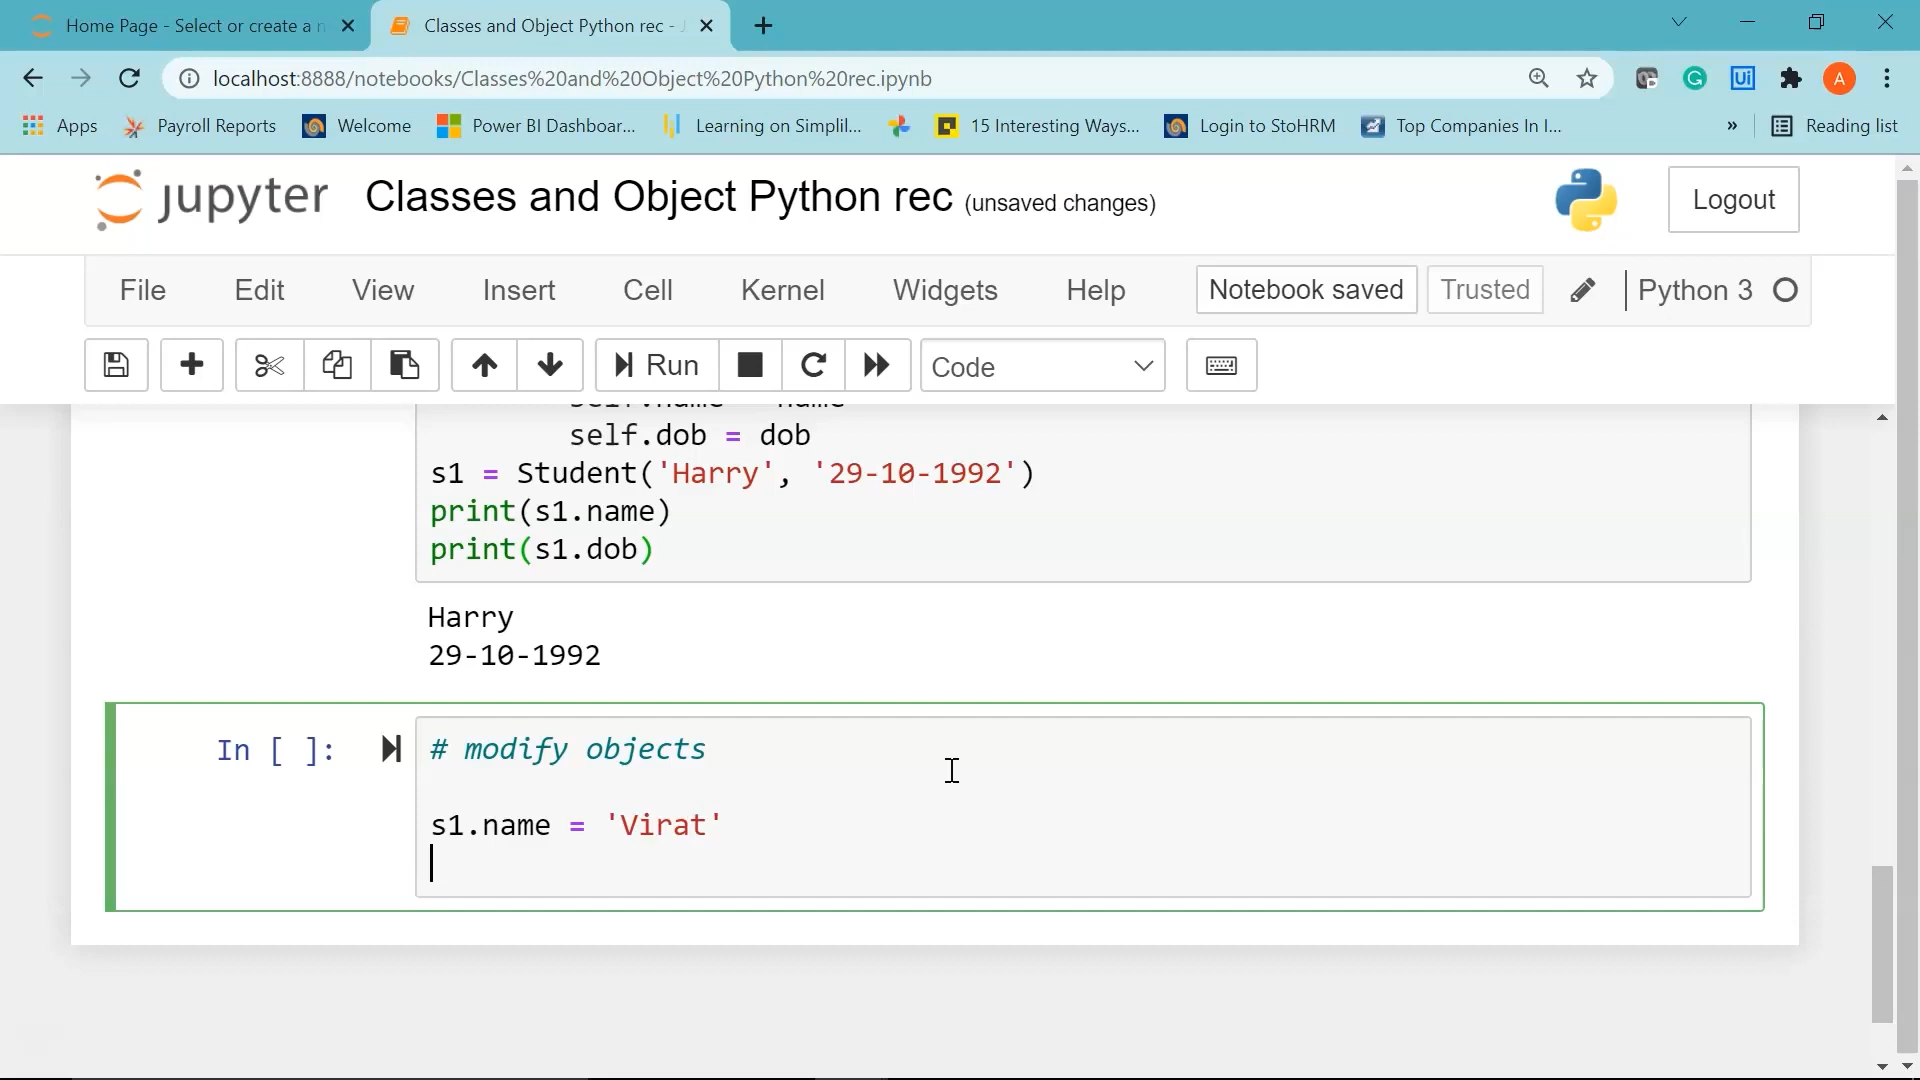 Home Page - Select or create a n
Classes and Object Python rec - J
localhost:8888/notebooks/Classes%20and%20Object%20Python%20rec.ipynb
A
Apps
Payroll Reports
Welcome
Power BI Dashboar...
Learning on Simplil...
15 Interesting Ways...
Login to StoHRM
Top Companies In I...
»
Reading list
jupyter Classes and Object Python rec (unsaved changes)
Logout
File Edit View Insert Cell Kernel Widgets Help
Notebook saved
Trusted
Python 3
Run
Code
self.name = name
self.dob = dob
s1 = Student('Harry', '29-10-1992')
print(s1.name)
print(s1.dob)
Harry
29-10-1992
In [ ]:
# modify objects
s1.name = 'Virat'